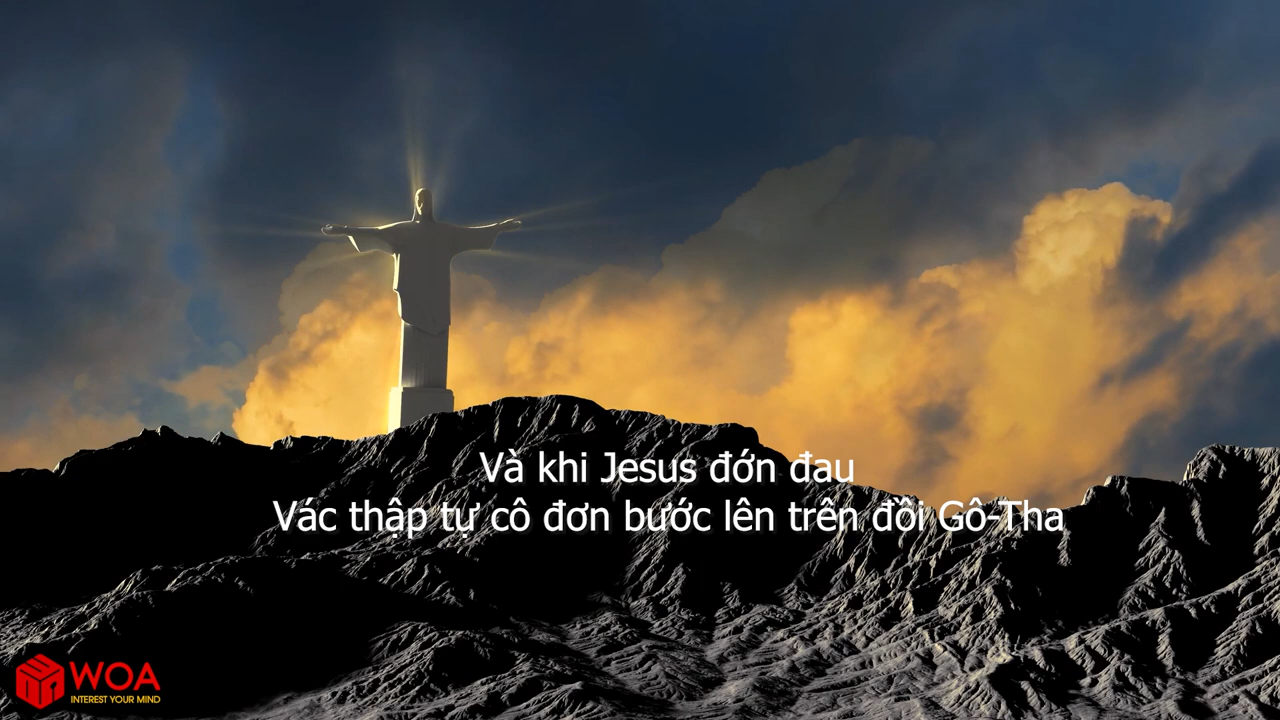 Và khi Jesus đớn đau
Vác thập tự cô đơn bước lên trên đồi Gô-Tha
WOA
INTEREST YOUR MIND